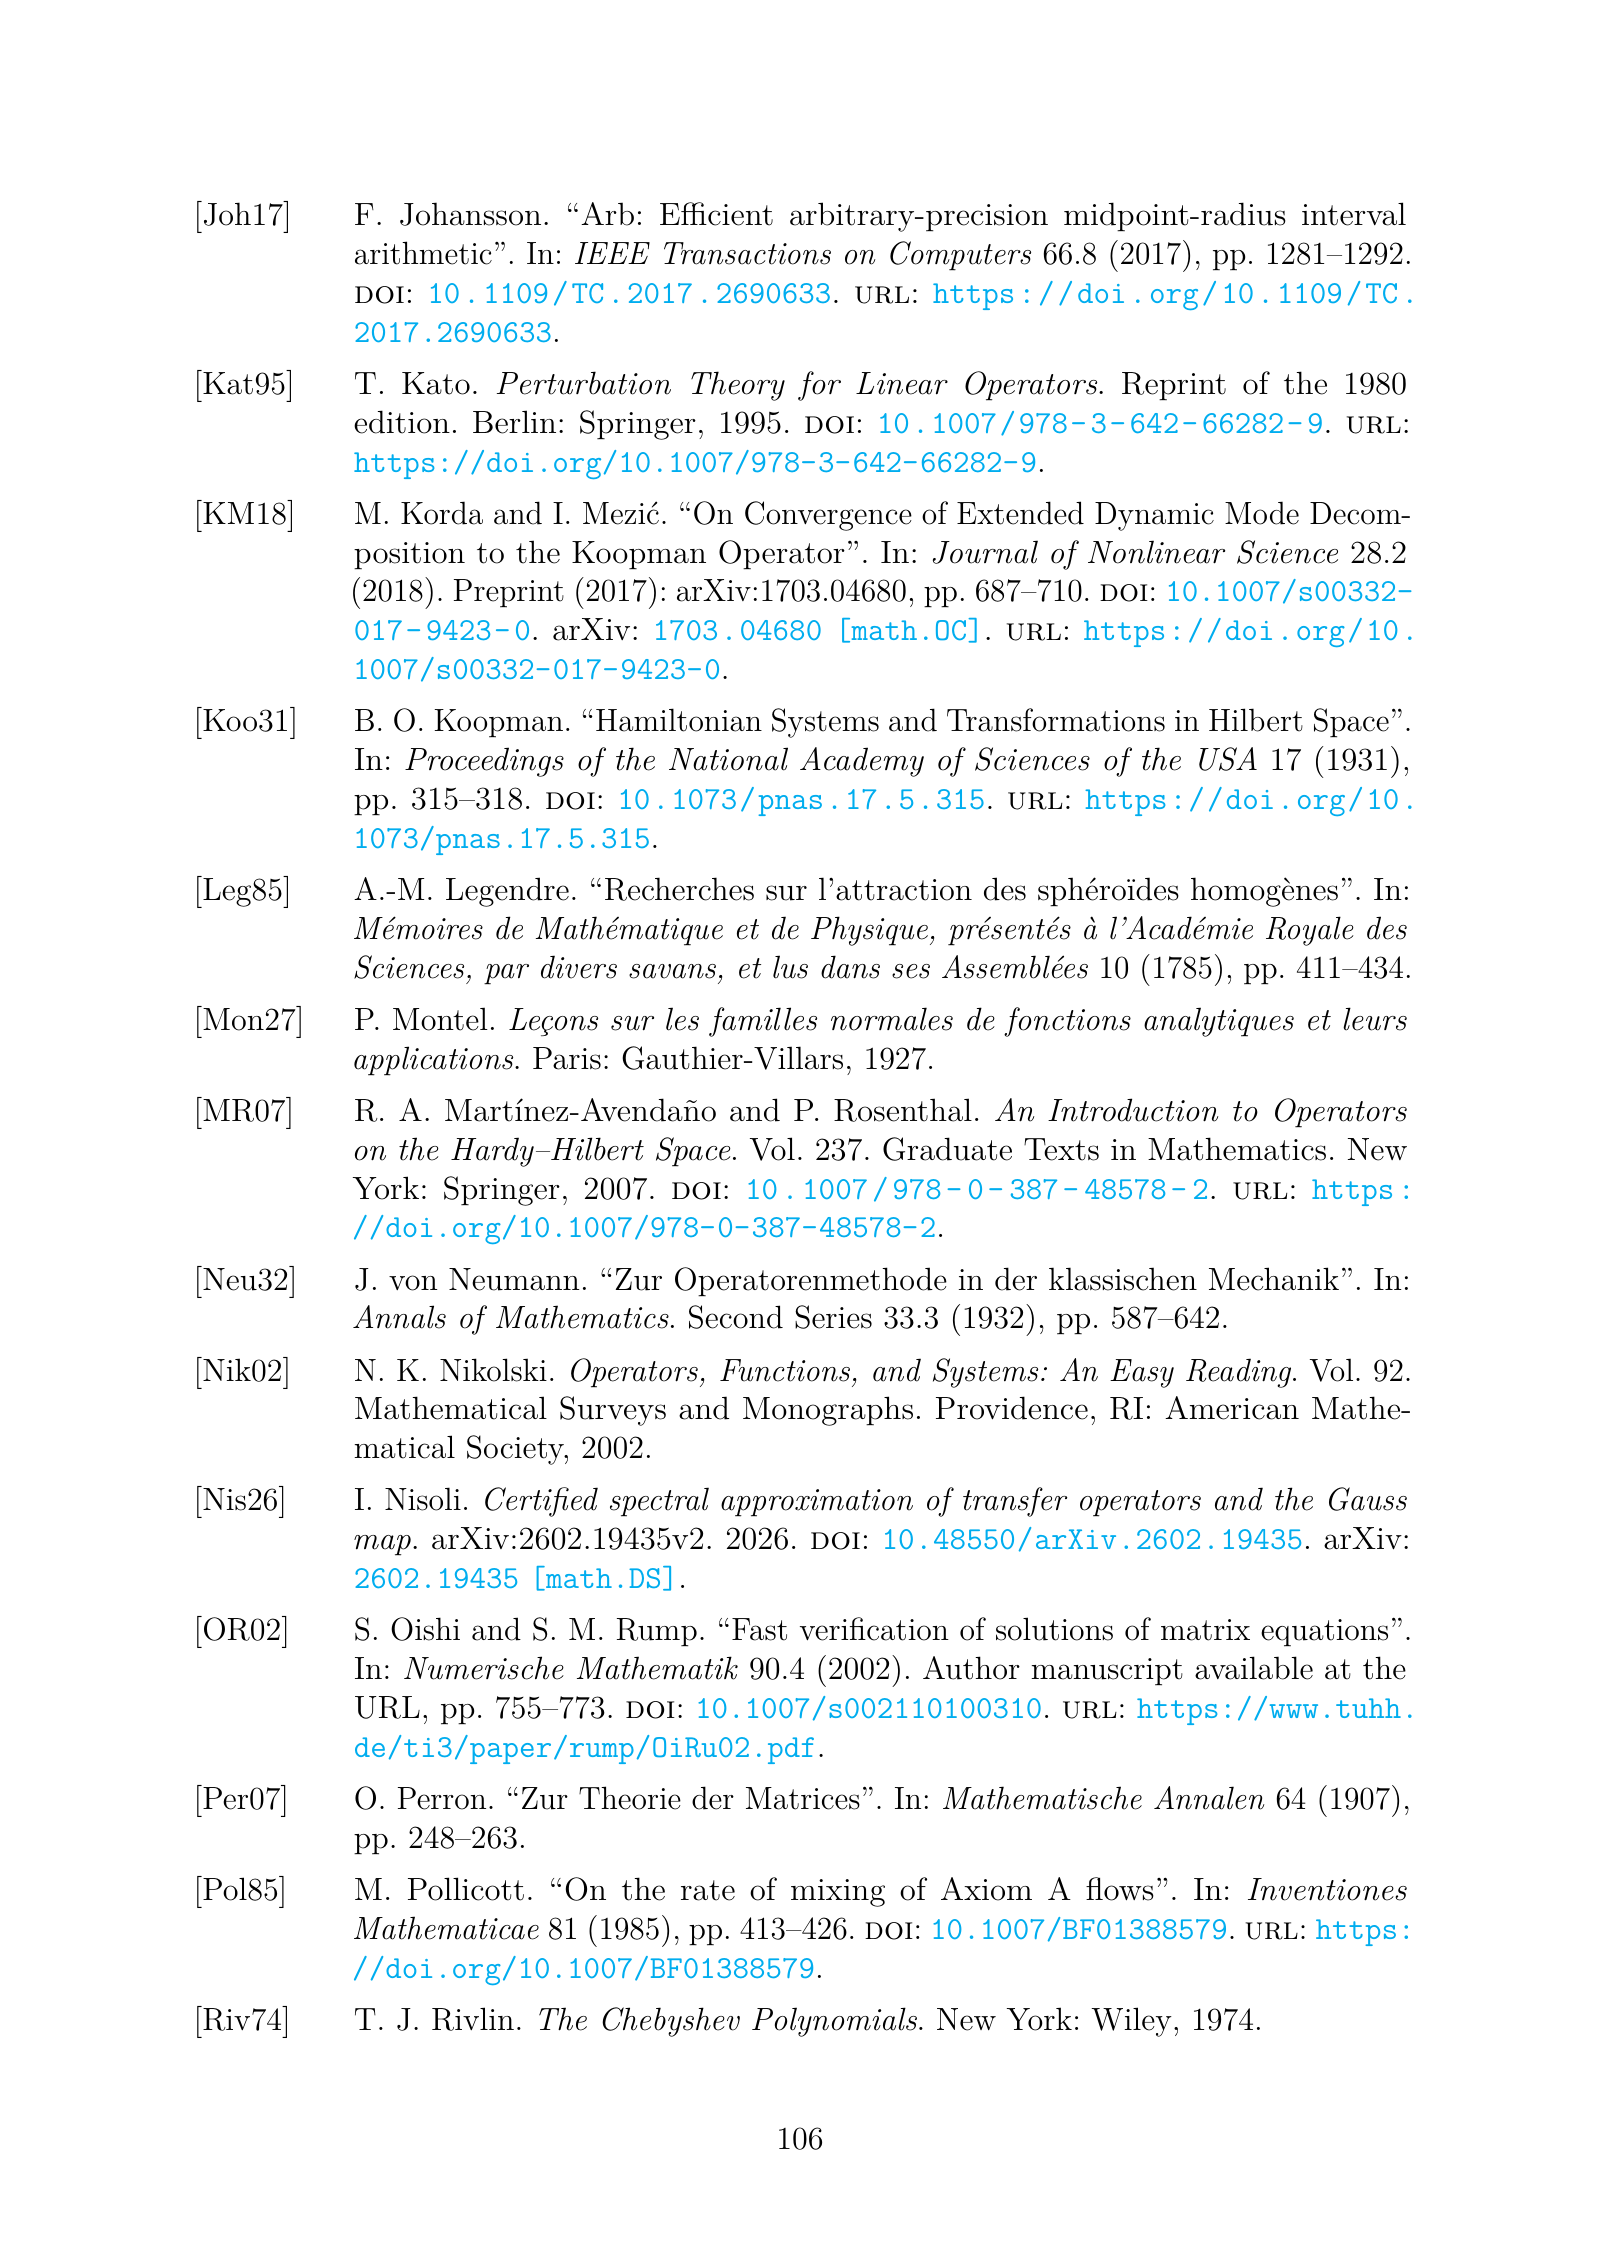 [Joh17] F. Johansson. “Arb: Efficient arbitrary-precision midpoint-radius interval
arithmetic”. In: IEEE Transactions on Computers 66.8 (2017), pp. 1281–1292.
DOI: 10.1109/TC.2017.2690633. URL: https://doi.org/10.1109/TC.
2017.2690633.
[Kat95] T. Kato. Perturbation Theory for Linear Operators. Reprint of the 1980
edition. Berlin: Springer, 1995. DOI: 10.1007/978-3-642-66282-9. URL:
https://doi.org/10.1007/978-3-642-66282-9.
[KM18] M. Korda and I. Mezić. “On Convergence of Extended Dynamic Mode Decom-
position to the Koopman Operator”. In: Journal of Nonlinear Science 28.2
(2018). Preprint (2017): arXiv:1703.04680, pp. 687–710. DOI: 10.1007/s00332-
017-9423-0. arXiv: 1703.04680 [math.OC]. URL: https://doi.org/10.
1007/s00332-017-9423-0.
[Koo31] B. O. Koopman. “Hamiltonian Systems and Transformations in Hilbert Space”.
In: Proceedings of the National Academy of Sciences of the USA 17 (1931),
pp. 315–318. DOI: 10.1073/pnas.17.5.315. URL: https://doi.org/10.
1073/pnas.17.5.315.
[Leg85] A.-M. Legendre. “Recherches sur l’attraction des sphéroïdes homogènes”. In:
Mémoires de Mathématique et de Physique, présentés à l’Académie Royale des
Sciences, par divers savans, et lus dans ses Assemblées 10 (1785), pp. 411–434.
[Mon27] P. Montel. Leçons sur les familles normales de fonctions analytiques et leurs
applications. Paris: Gauthier-Villars, 1927.
[MR07] R. A. Martínez-Avendaño and P. Rosenthal. An Introduction to Operators
on the Hardy–Hilbert Space. Vol. 237. Graduate Texts in Mathematics. New
York: Springer, 2007. DOI: 10.1007/978-0-387-48578-2. URL: https:
//doi.org/10.1007/978-0-387-48578-2.
[Neu32] J. von Neumann. “Zur Operatorenmethode in der klassischen Mechanik”. In:
Annals of Mathematics. Second Series 33.3 (1932), pp. 587–642.
[Nik02] N. K. Nikolski. Operators, Functions, and Systems: An Easy Reading. Vol. 92.
Mathematical Surveys and Monographs. Providence, RI: American Mathe-
matical Society, 2002.
[Nis26] I. Nisoli. Certified spectral approximation of transfer operators and the Gauss
map. arXiv:2602.19435v2. 2026. DOI: 10.48550/arXiv.2602.19435. arXiv:
2602.19435 [math.DS].
[OR02] S. Oishi and S. M. Rump. “Fast verification of solutions of matrix equations”.
In: Numerische Mathematik 90.4 (2002). Author manuscript available at the
URL, pp. 755–773. DOI: 10.1007/s002110100310. URL: https://www.tuhh.
de/ti3/paper/rump/OiRu02.pdf.
[Per07] O. Perron. “Zur Theorie der Matrices”. In: Mathematische Annalen 64 (1907),
pp. 248–263.
[Pol85] M. Pollicott. “On the rate of mixing of Axiom A flows”. In: Inventiones
Mathematicae 81 (1985), pp. 413–426. DOI: 10.1007/BF01388579. URL: https:
//doi.org/10.1007/BF01388579.
[Riv74] T. J. Rivlin. The Chebyshev Polynomials. New York: Wiley, 1974.
106